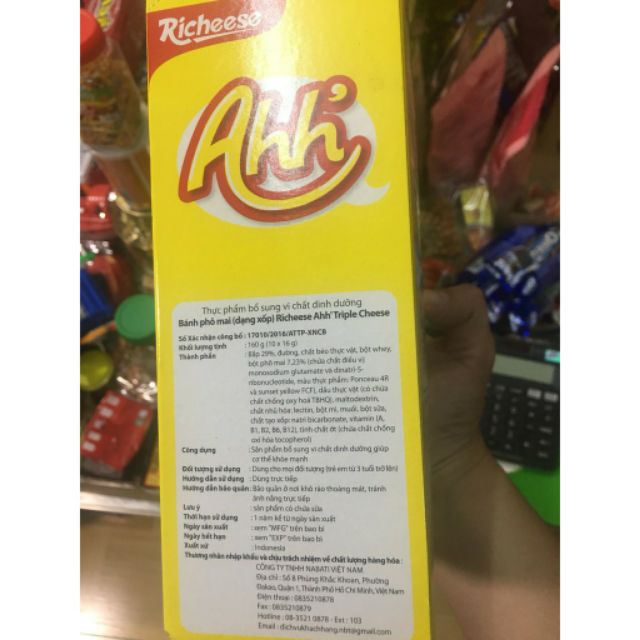 Richeese
Ahh'
Thực phẩm bổ sung vi chất dinh dưỡng
Bánh phô mai (dạng xốp) Richeese Ahh' Triple Cheese
Số Xác nhận công bố : 17010/2016/ATTP-XNCB
Khối lượng tịnh : 160 g (10 x 16 g)
Thành phần : Bắp 29%, đường, chất béo thực vật, bột whey,
bột phô mai 7,23% (chứa chất điều vị
monosodium glutamate và dinatri-5-
ribonucleotide, màu thực phẩm: Ponceau 4R
và sunset yellow FCF), dầu thực vật (có chứa
chất chống oxy hoá TBHQ), maltodextrin,
chất nhũ hóa: lecitin, bột mì, muối, bột sữa,
chất tạo xốp: natri bicarbonate, vitamin (A,
B1, B2, B6, B12), tinh chất ớt (chứa chất chống
oxi hóa tocopherol)
Công dụng : Sản phẩm bổ sung vi chất dinh dưỡng giúp
cơ thể khỏe mạnh
Đối tượng sử dụng : Dùng cho mọi đối tượng (trẻ em từ 3 tuổi trở lên)
Hướng dẫn sử dụng : Dùng trực tiếp
Hướng dẫn bảo quản : Bảo quản ở nơi khô ráo thoáng mát, tránh
ánh nắng trực tiếp
Lưu ý : sản phẩm có chứa sữa
Thời hạn sử dụng : 1 năm kể từ ngày sản xuất
Ngày sản xuất : xem "MFG" trên bao bì
Ngày hết hạn : xem "EXP" trên bao bì
Xuất xứ : Indonesia
Thương nhân nhập khẩu và chịu trách nhiệm về chất lượng hàng hóa :
CÔNG TY TNHH NABATI VIỆT NAM
Địa chỉ : Số 8 Phùng Khắc Khoan, Phường
Đakao, Quận 1, Thành Phố Hồ Chí Minh, Việt Nam
Điện thoại : 0835210878
Fax : 0835210879
Hotline : 08-3521 0878 - Ext : 103
Email : dichvukhachhang.nbt@gmail.com